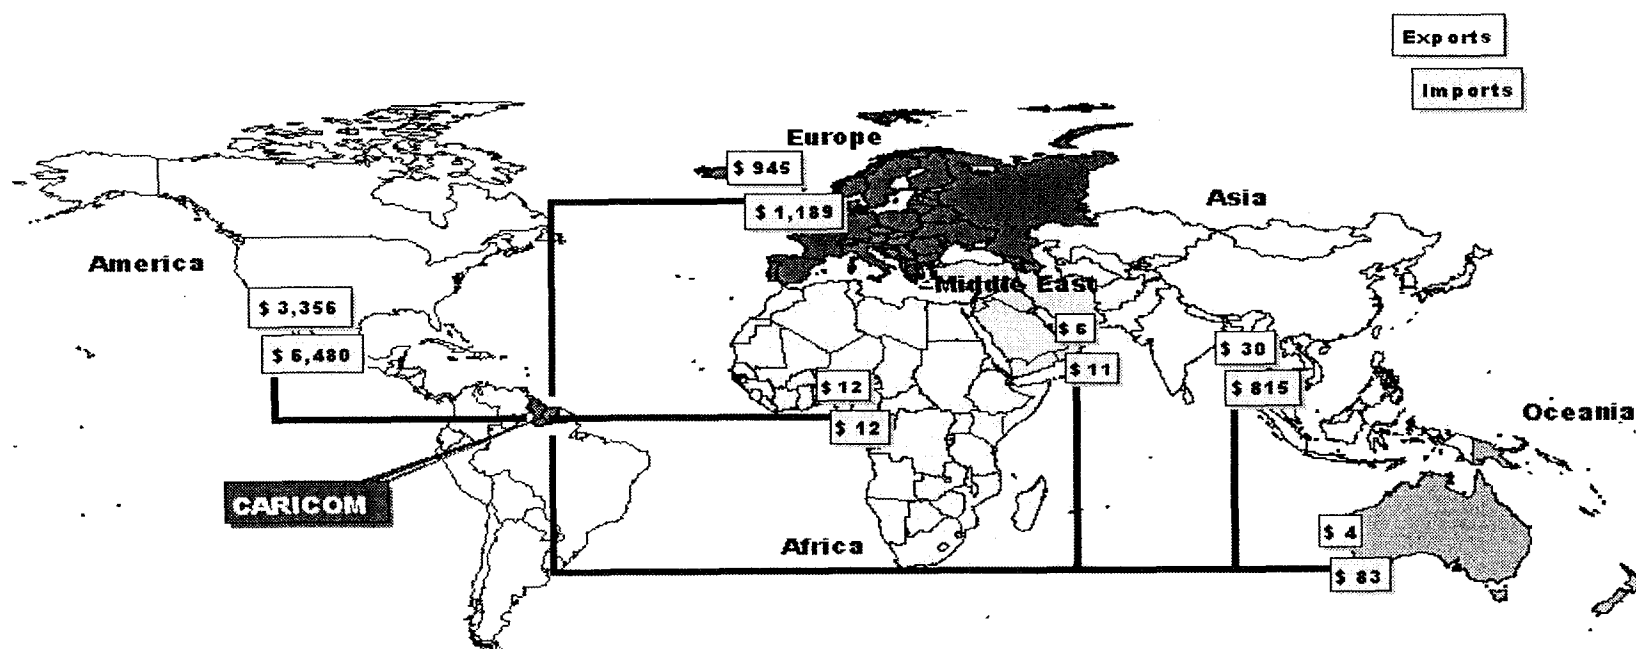 Exports
Imports
Europe
$ 945
$ 1,189
Asia
America
Middle East
$ 3,356
$ 6,480
$ 6
$ 11
$ 30
$ 815
$ 12
$ 12
Oceania
CARICOM
Africa
$ 4
$ 83